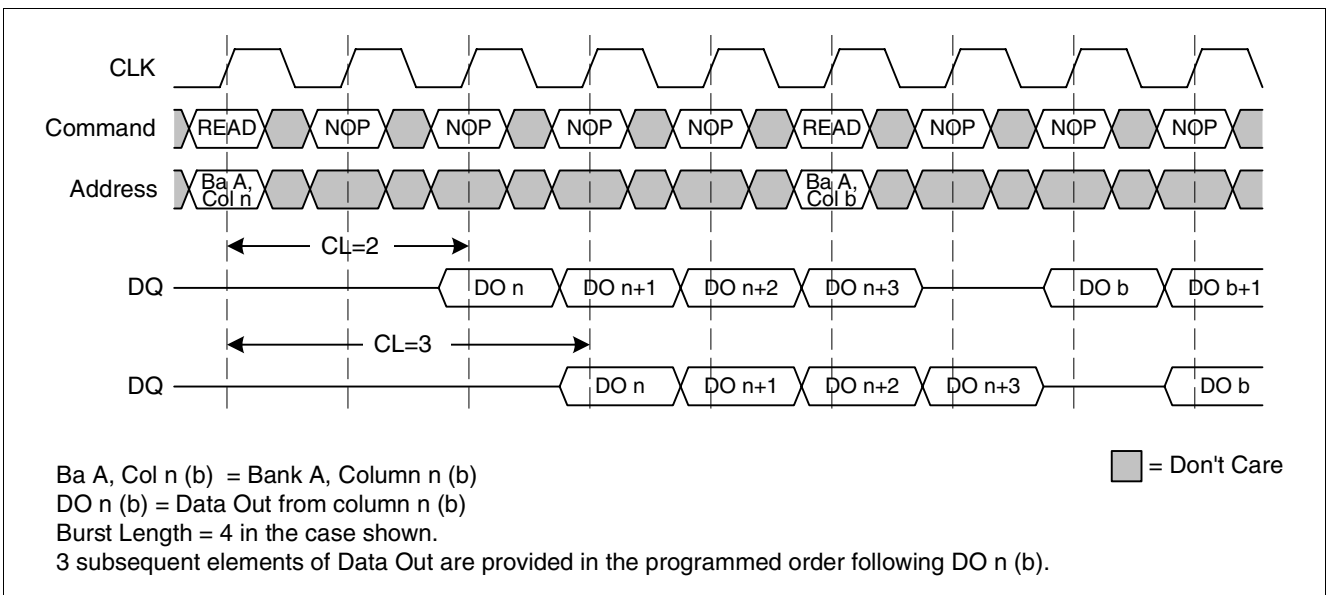 CLK
Command READ NOP NOP NOP NOP READ NOP NOP NOP
Address Ba A, Col n Ba A, Col b
CL=2
DQ DO n DO n+1 DO n+2 DO n+3 DO b DO b+1
CL=3
DQ DO n DO n+1 DO n+2 DO n+3 DO b
Ba A, Col n (b) = Bank A, Column n (b)
= Don't Care
DO n (b) = Data Out from column n (b)
Burst Length = 4 in the case shown.
3 subsequent elements of Data Out are provided in the programmed order following DO n (b).